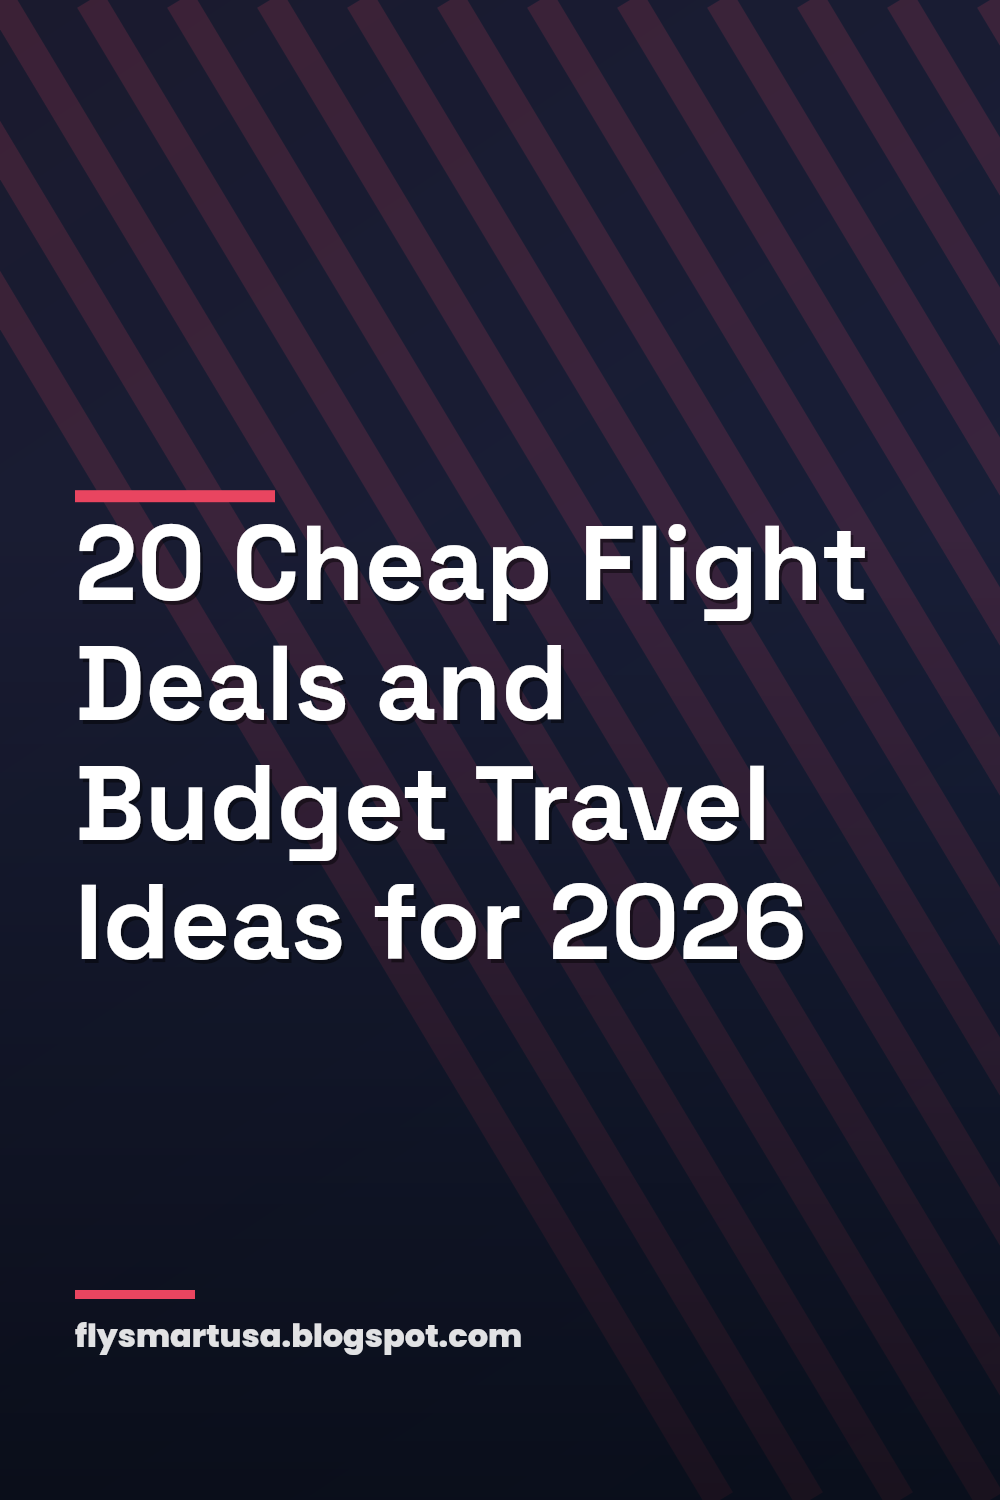 20 Cheap Flight
Deals and
Budget Travel
Ideas for 2026
flysmartusa.blogspot.com